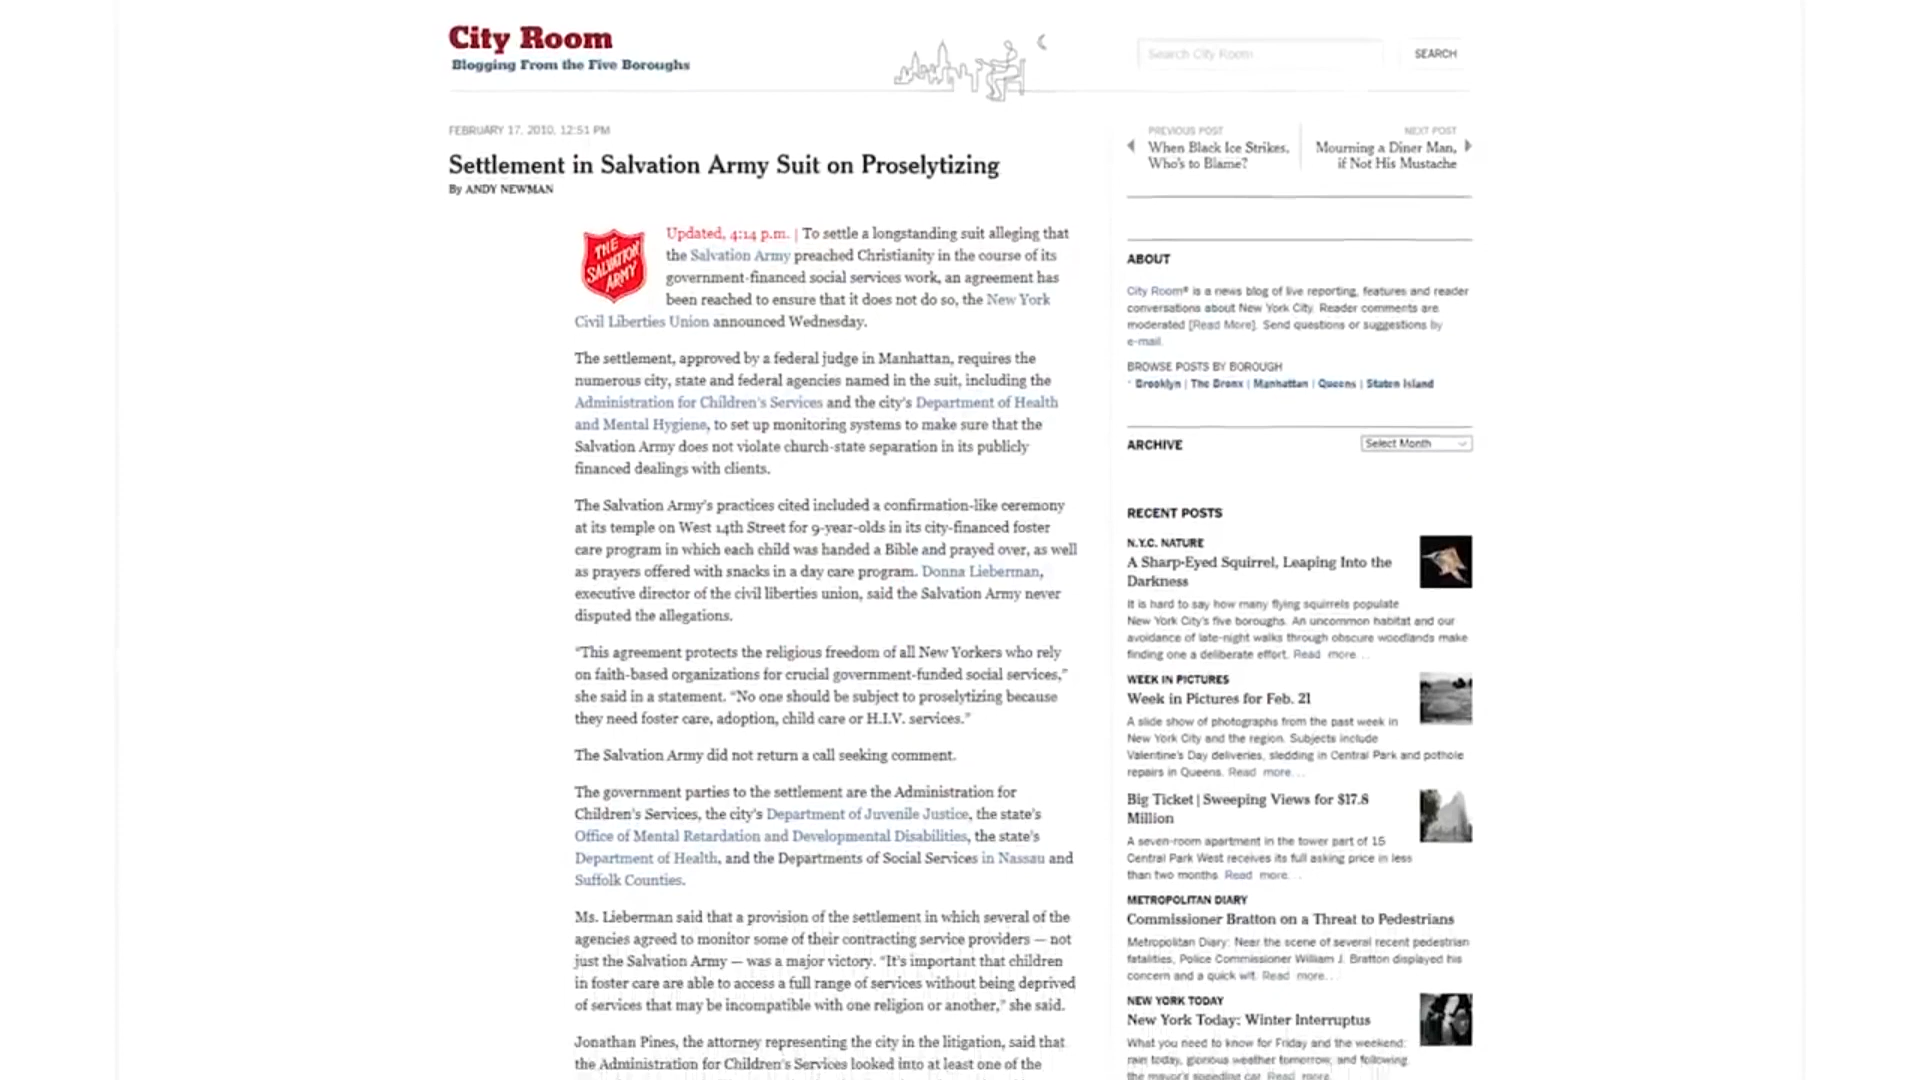 City Room
Blogging From the Five Boroughs
Search City Room
SEARCH
FEBRUARY 17, 2010, 12:51 PM
Settlement in Salvation Army Suit on Proselytizing
By ANDY NEWMAN
THE
SALVATION
ARMY
Updated, 4:14 p.m. | To settle a longstanding suit alleging that
the Salvation Army preached Christianity in the course of its
government-financed social services work, an agreement has
been reached to ensure that it does not do so, the New York
Civil Liberties Union announced Wednesday.
The settlement, approved by a federal judge in Manhattan, requires the
numerous city, state and federal agencies named in the suit, including the
Administration for Children's Services and the city's Department of Health
and Mental Hygiene, to set up monitoring systems to make sure that the
Salvation Army does not violate church-state separation in its publicly
financed dealings with clients.
The Salvation Army's practices cited included a confirmation-like ceremony
at its temple on West 14th Street for 9-year-olds in its city-financed foster
care program in which each child was handed a Bible and prayed over, as well
as prayers offered with snacks in a day care program. Donna Lieberman,
executive director of the civil liberties union, said the Salvation Army never
disputed the allegations.
“This agreement protects the religious freedom of all New Yorkers who rely
on faith-based organizations for crucial government-funded social services,”
she said in a statement. “No one should be subject to proselytizing because
they need foster care, adoption, child care or H.I.V. services.”
The Salvation Army did not return a call seeking comment.
The government parties to the settlement are the Administration for
Children's Services, the city's Department of Juvenile Justice, the state's
Office of Mental Retardation and Developmental Disabilities, the state's
Department of Health, and the Departments of Social Services in Nassau and
Suffolk Counties.
Ms. Lieberman said that a provision of the settlement in which several of the
agencies agreed to monitor some of their contracting service providers — not
just the Salvation Army — was a major victory. “It's important that children
in foster care are able to access a full range of services without being deprived
of services that may be incompatible with one religion or another,” she said.
Jonathan Pines, the attorney representing the city in the litigation, said that
the Administration for Children's Services looked into at least one of the
PREVIOUS POST
When Black Ice Strikes,
Who's to Blame?
NEXT POST
Mourning a Diner Man,
if Not His Mustache
ABOUT
City Room® is a news blog of live reporting, features and reader
conversations about New York City. Reader comments are
moderated [Read More]. Send questions or suggestions by
e-mail.
BROWSE POSTS BY BOROUGH
Brooklyn | The Bronx | Manhattan | Queens | Staten Island
ARCHIVE
Select Month
RECENT POSTS
N.Y.C. NATURE
A Sharp-Eyed Squirrel, Leaping Into the
Darkness
It is hard to say how many flying squirrels populate
New York City's five boroughs. An uncommon habitat and our
avoidance of late-night walks through obscure woodlands make
finding one a deliberate effort. Read more…
WEEK IN PICTURES
Week in Pictures for Feb. 21
A slide show of photographs from the past week in
New York City and the region. Subjects include
Valentine's Day deliveries, sledding in Central Park and pothole
repairs in Queens. Read more…
Big Ticket | Sweeping Views for $17.8
Million
A seven-room apartment in the tower part of 15
Central Park West receives its full asking price in less
than two months. Read more…
METROPOLITAN DIARY
Commissioner Bratton on a Threat to Pedestrians
Metropolitan Diary: Near the scene of several recent pedestrian
fatalities, Police Commissioner William J. Bratton displayed his
concern and a quick wit. Read more…
NEW YORK TODAY
New York Today: Winter Interruptus
What you need to know for Friday and the weekend:
rain today, glorious weather tomorrow, and following
the mayor's speeding car. Read more…